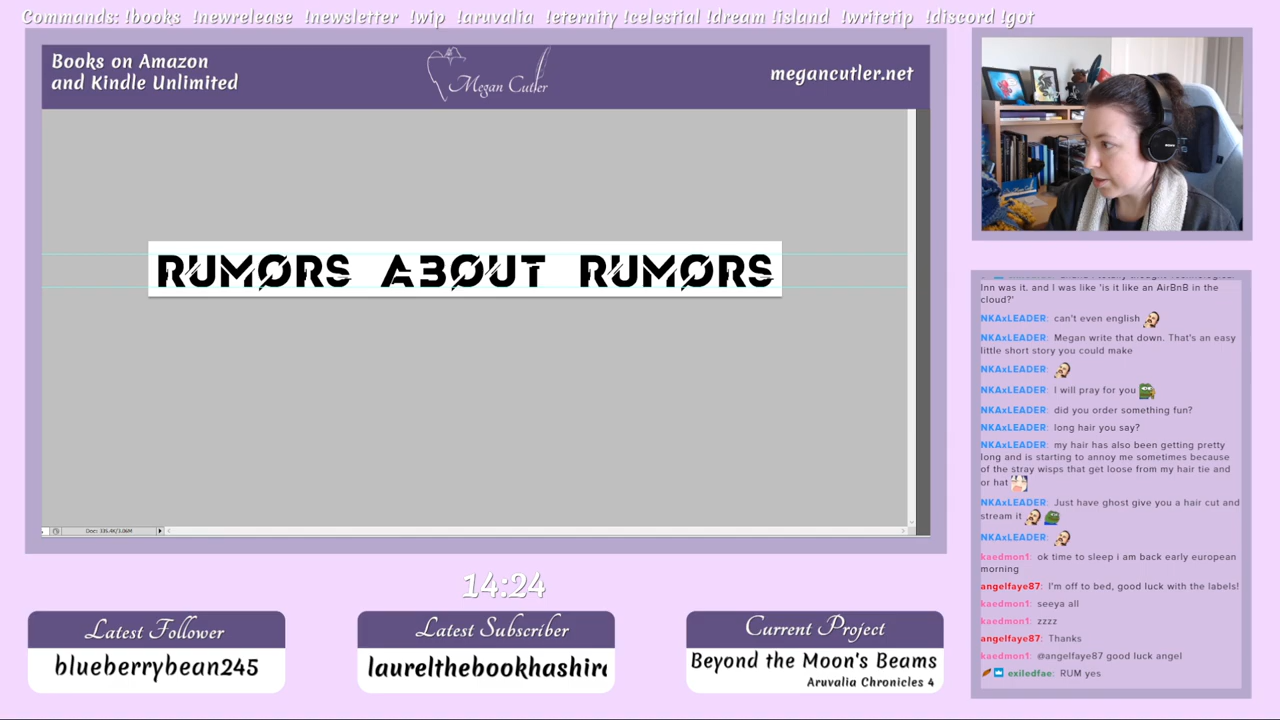 Commands: !books !newrelease !newsletter !wip !aruvalia !eternity !celestial !dream !island !writetip !discord !got
Books on Amazon
and Kindle Unlimited
Megan Cutler
megancutler.net
RUMORS ABOUT RUMORS
Inn was it. and I was like 'is it like an AirBnB in the
cloud?'
NKAxLEADER: can't even english
NKAxLEADER: Megan write that down. That's an easy
little short story you could make
NKAxLEADER:
NKAxLEADER: I will pray for you
NKAxLEADER: did you order something fun?
NKAxLEADER: long hair you say?
NKAxLEADER: my hair has also been getting pretty
long and is starting to annoy me sometimes because
of the stray wisps that get loose from my hair tie and
or hat
NKAxLEADER: Just have ghost give you a hair cut and
stream it
NKAxLEADER:
kaedmon1: ok time to sleep i am back early european
morning
angelfaye87: I'm off to bed, good luck with the labels!
kaedmon1: seeya all
kaedmon1: zzzz
angelfaye87: Thanks
kaedmon1: @angelfaye87 good luck angel
exiledfae: RUM yes
14:24
Latest Follower
blueberrybean245
Latest Subscriber
laurelthebookhashir
Current Project
Beyond the Moon's Beams
Aruvalia Chronicles 4